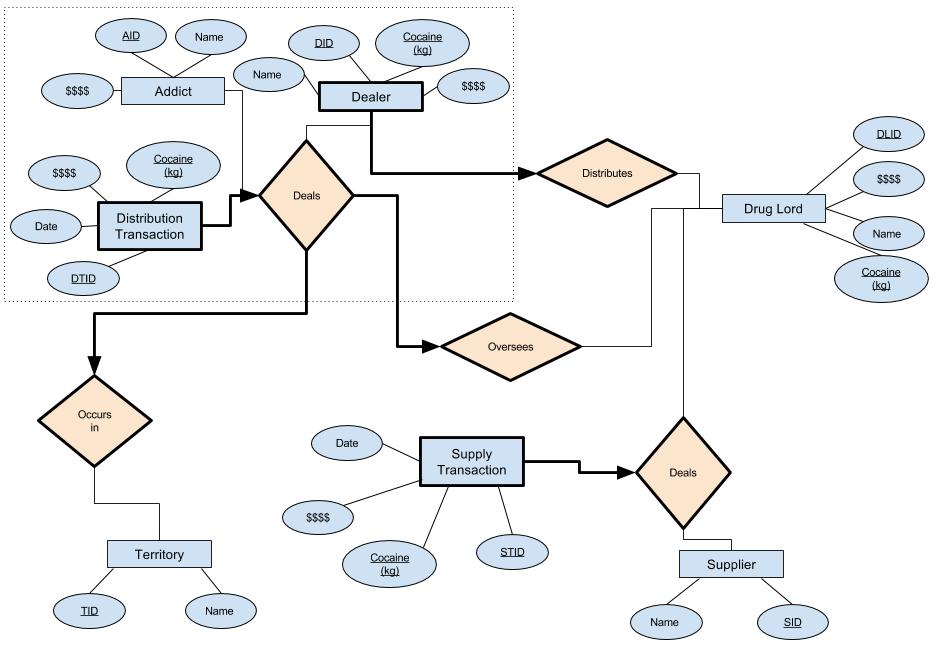 AID
Name
DID
Cocaine
(kg)
Name
$$$$
$$$$
Addict
Dealer
DLID
$$$$
Cocaine
(kg)
Distributes
$$$$
Deals
Drug Lord
Date
Distribution
Transaction
Name
DTID
Cocaine
(kg)
Oversees
Occurs
in
Date
Supply
Transaction
Deals
$$$$
Cocaine
(kg)
STID
Territory
Supplier
TID
Name
Name
SID